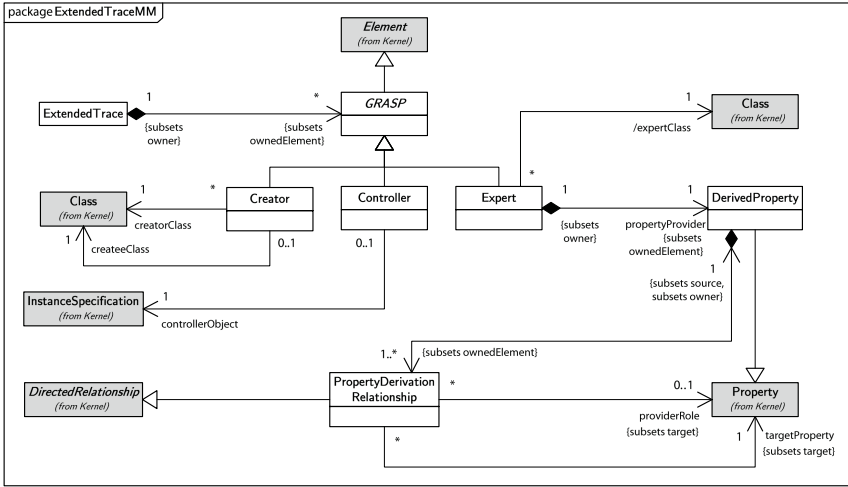 package ExtendedTraceMM
Element
(from Kernel)
ExtendedTrace
1
*
{subsets
owner}
{subsets
ownedElement}
GRASP
1
Class
(from Kernel)
/expertClass
*
Class
(from Kernel)
1
*
creatorClass
1
createeClass
Creator
0..1
Controller
0..1
Expert
1
1
{subsets
owner}
propertyProvider
{subsets
ownedElement}
DerivedProperty
1
{subsets source,
subsets owner}
InstanceSpecification
(from Kernel)
1
controllerObject
1..*
{subsets ownedElement}
DirectedRelationship
(from Kernel)
PropertyDerivation
Relationship
*
0..1
providerRole
{subsets target}
Property
(from Kernel)
*
1
targetProperty
{subsets target}